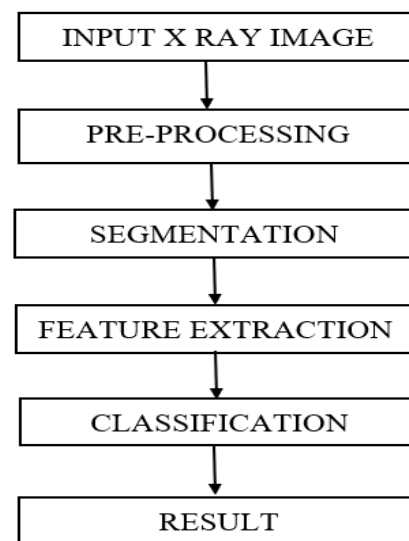 INPUT X RAY IMAGE
PRE-PROCESSING
SEGMENTATION
FEATURE EXTRACTION
CLASSIFICATION
RESULT